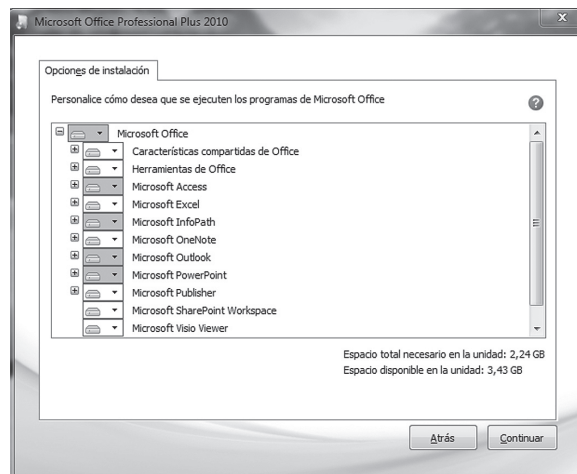 Microsoft Office Professional Plus 2010
x
Opciones de instalación
Personalice cómo desea que se ejecuten los programas de Microsoft Office
?
Microsoft Office
Características compartidas de Office
Herramientas de Office
Microsoft Access
Microsoft Excel
Microsoft InfoPath
Microsoft OneNote
Microsoft Outlook
Microsoft PowerPoint
Microsoft Publisher
Microsoft SharePoint Workspace
Microsoft Visio Viewer
Espacio total necesario en la unidad: 2,24 GB
Espacio disponible en la unidad: 3,43 GB
Atrás
Continuar